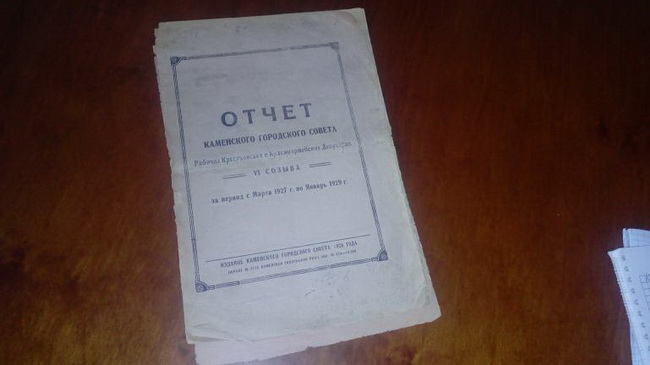 ОТЧЕТ
КАМЕНСКОГО ГОРОДСКОГО СОВЕТА
Рабочих Крестьянских и Красноармейских Депутатов
VI СОЗЫВА
за период с Марта 1927 г. по Январь 1929 г.
ИЗДАНИЕ КАМЕНСКОГО ГОРОДСКОГО СОВЕТА ГОДА